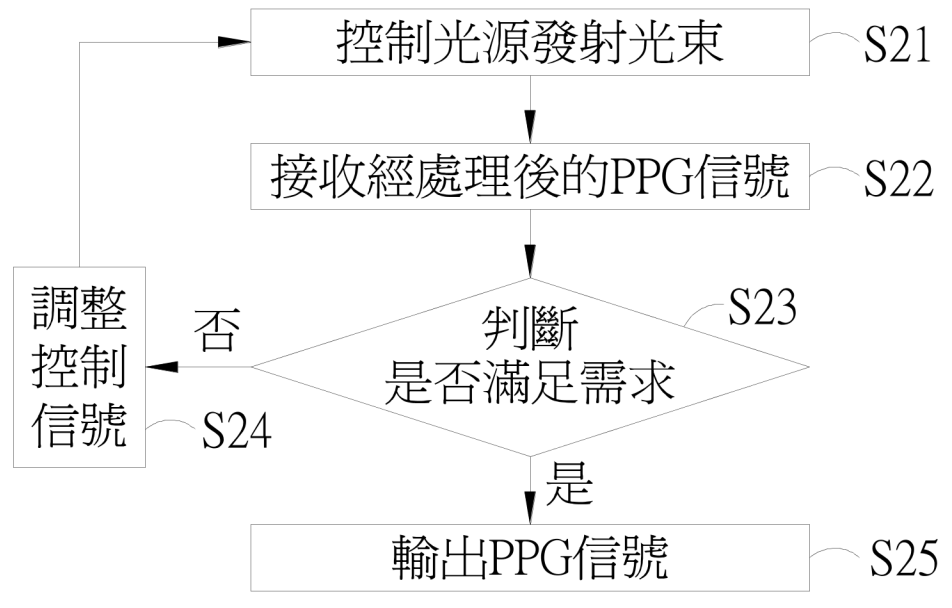 控制光源發射光束
S21
接收經處理後的PPG信號
S22
判斷
是否滿足需求
S23
否
調整
控制
信號
S24
是
輸出PPG信號
S25